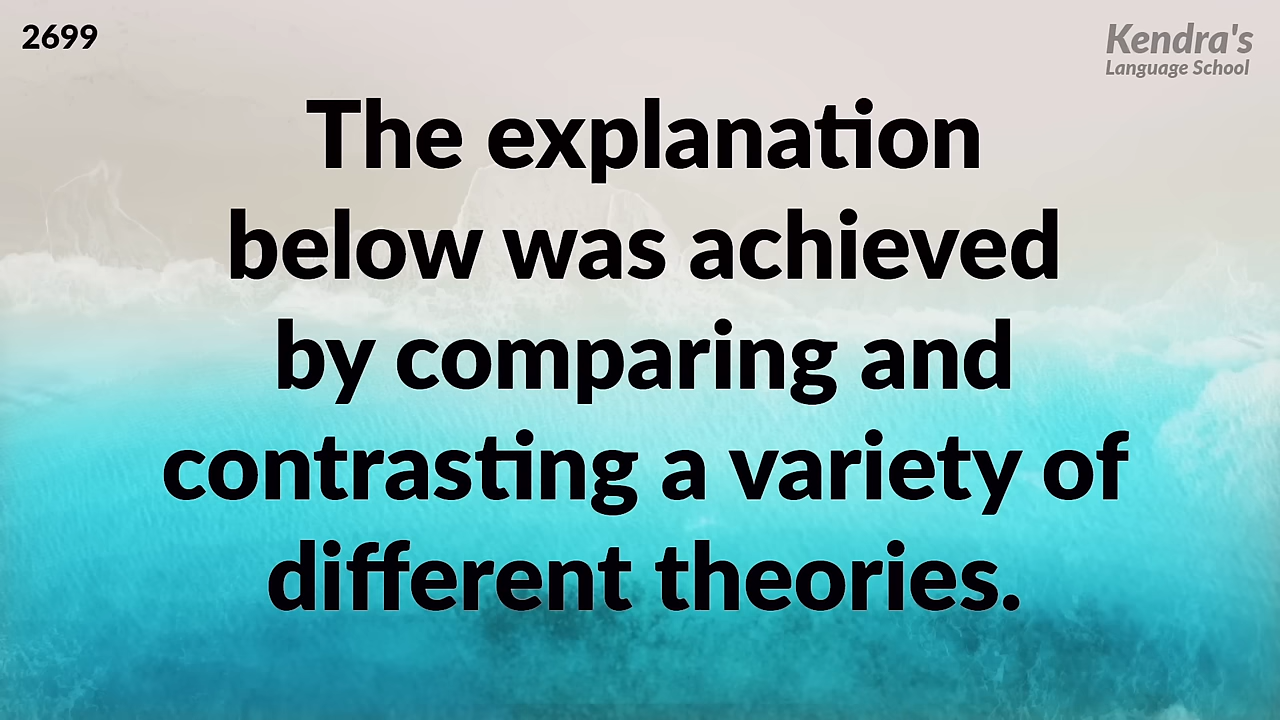 2699
Kendra's
Language School
The explanation
below was achieved
by comparing and
contrasting a variety of
different theories.